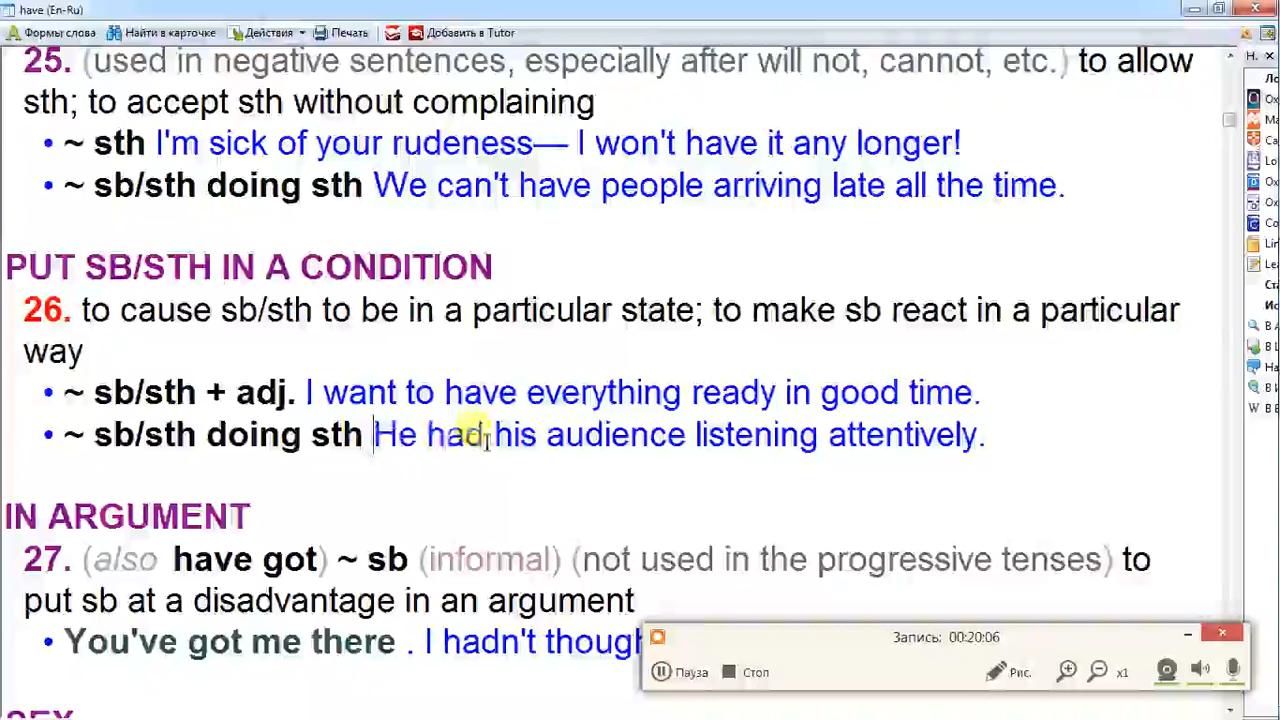 have (En-Ru)
Формы слова Найти в карточке Действия Печать Добавить в Tutor
25. (used in negative sentences, especially after will not, cannot, etc.) to allow
sth; to accept sth without complaining
• ~ sth I'm sick of your rudeness— I won't have it any longer!
• ~ sb/sth doing sth We can't have people arriving late all the time.
PUT SB/STH IN A CONDITION
26. to cause sb/sth to be in a particular state; to make sb react in a particular
way
• ~ sb/sth + adj. I want to have everything ready in good time.
• ~ sb/sth doing sth He had his audience listening attentively.
IN ARGUMENT
27. (also have got) ~ sb (informal) (not used in the progressive tenses) to
put sb at a disadvantage in an argument
• You've got me there . I hadn't though
Запись: 00:20:06
Пауза Стоп Рис. x1